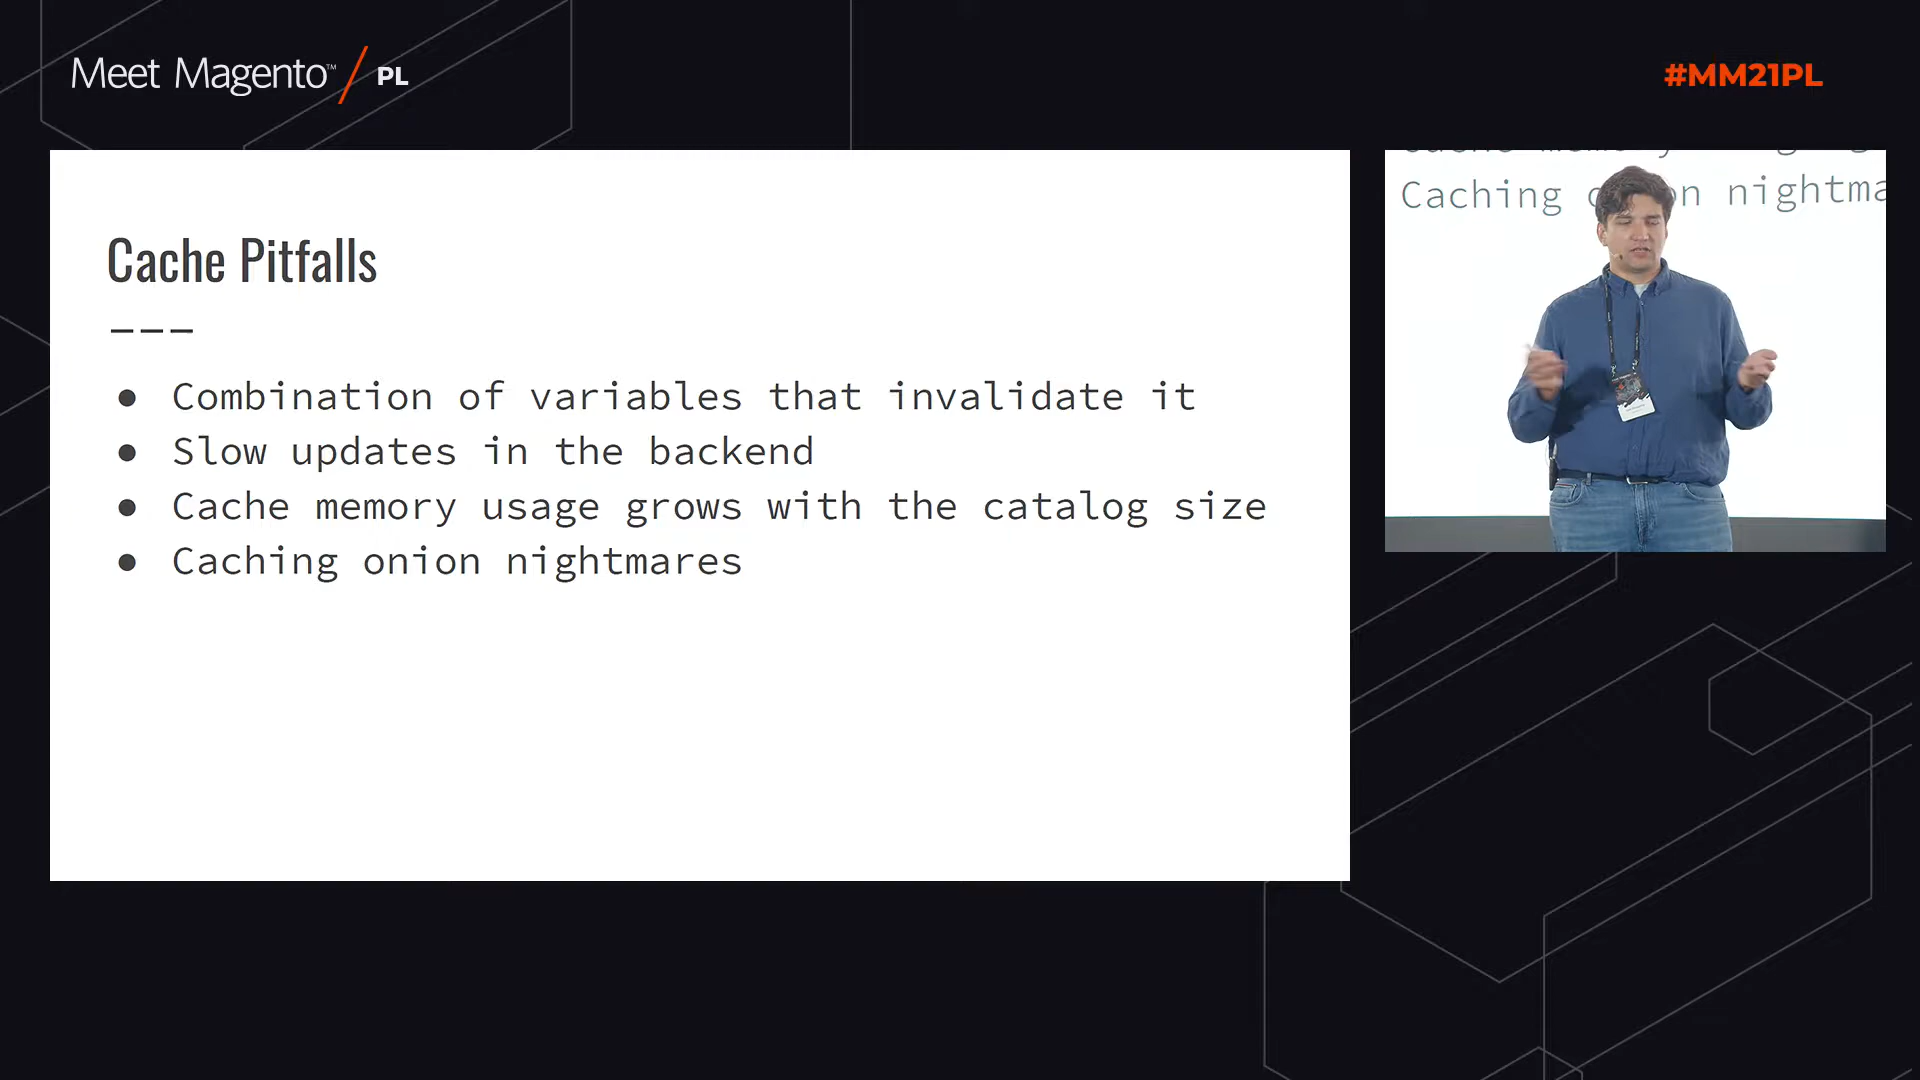 Meet Magento™ / PL
#MM21PL
Cache Pitfalls
Combination of variables that invalidate it
Slow updates in the backend
Cache memory usage grows with the catalog size
Caching onion nightmares
Caching
nightma